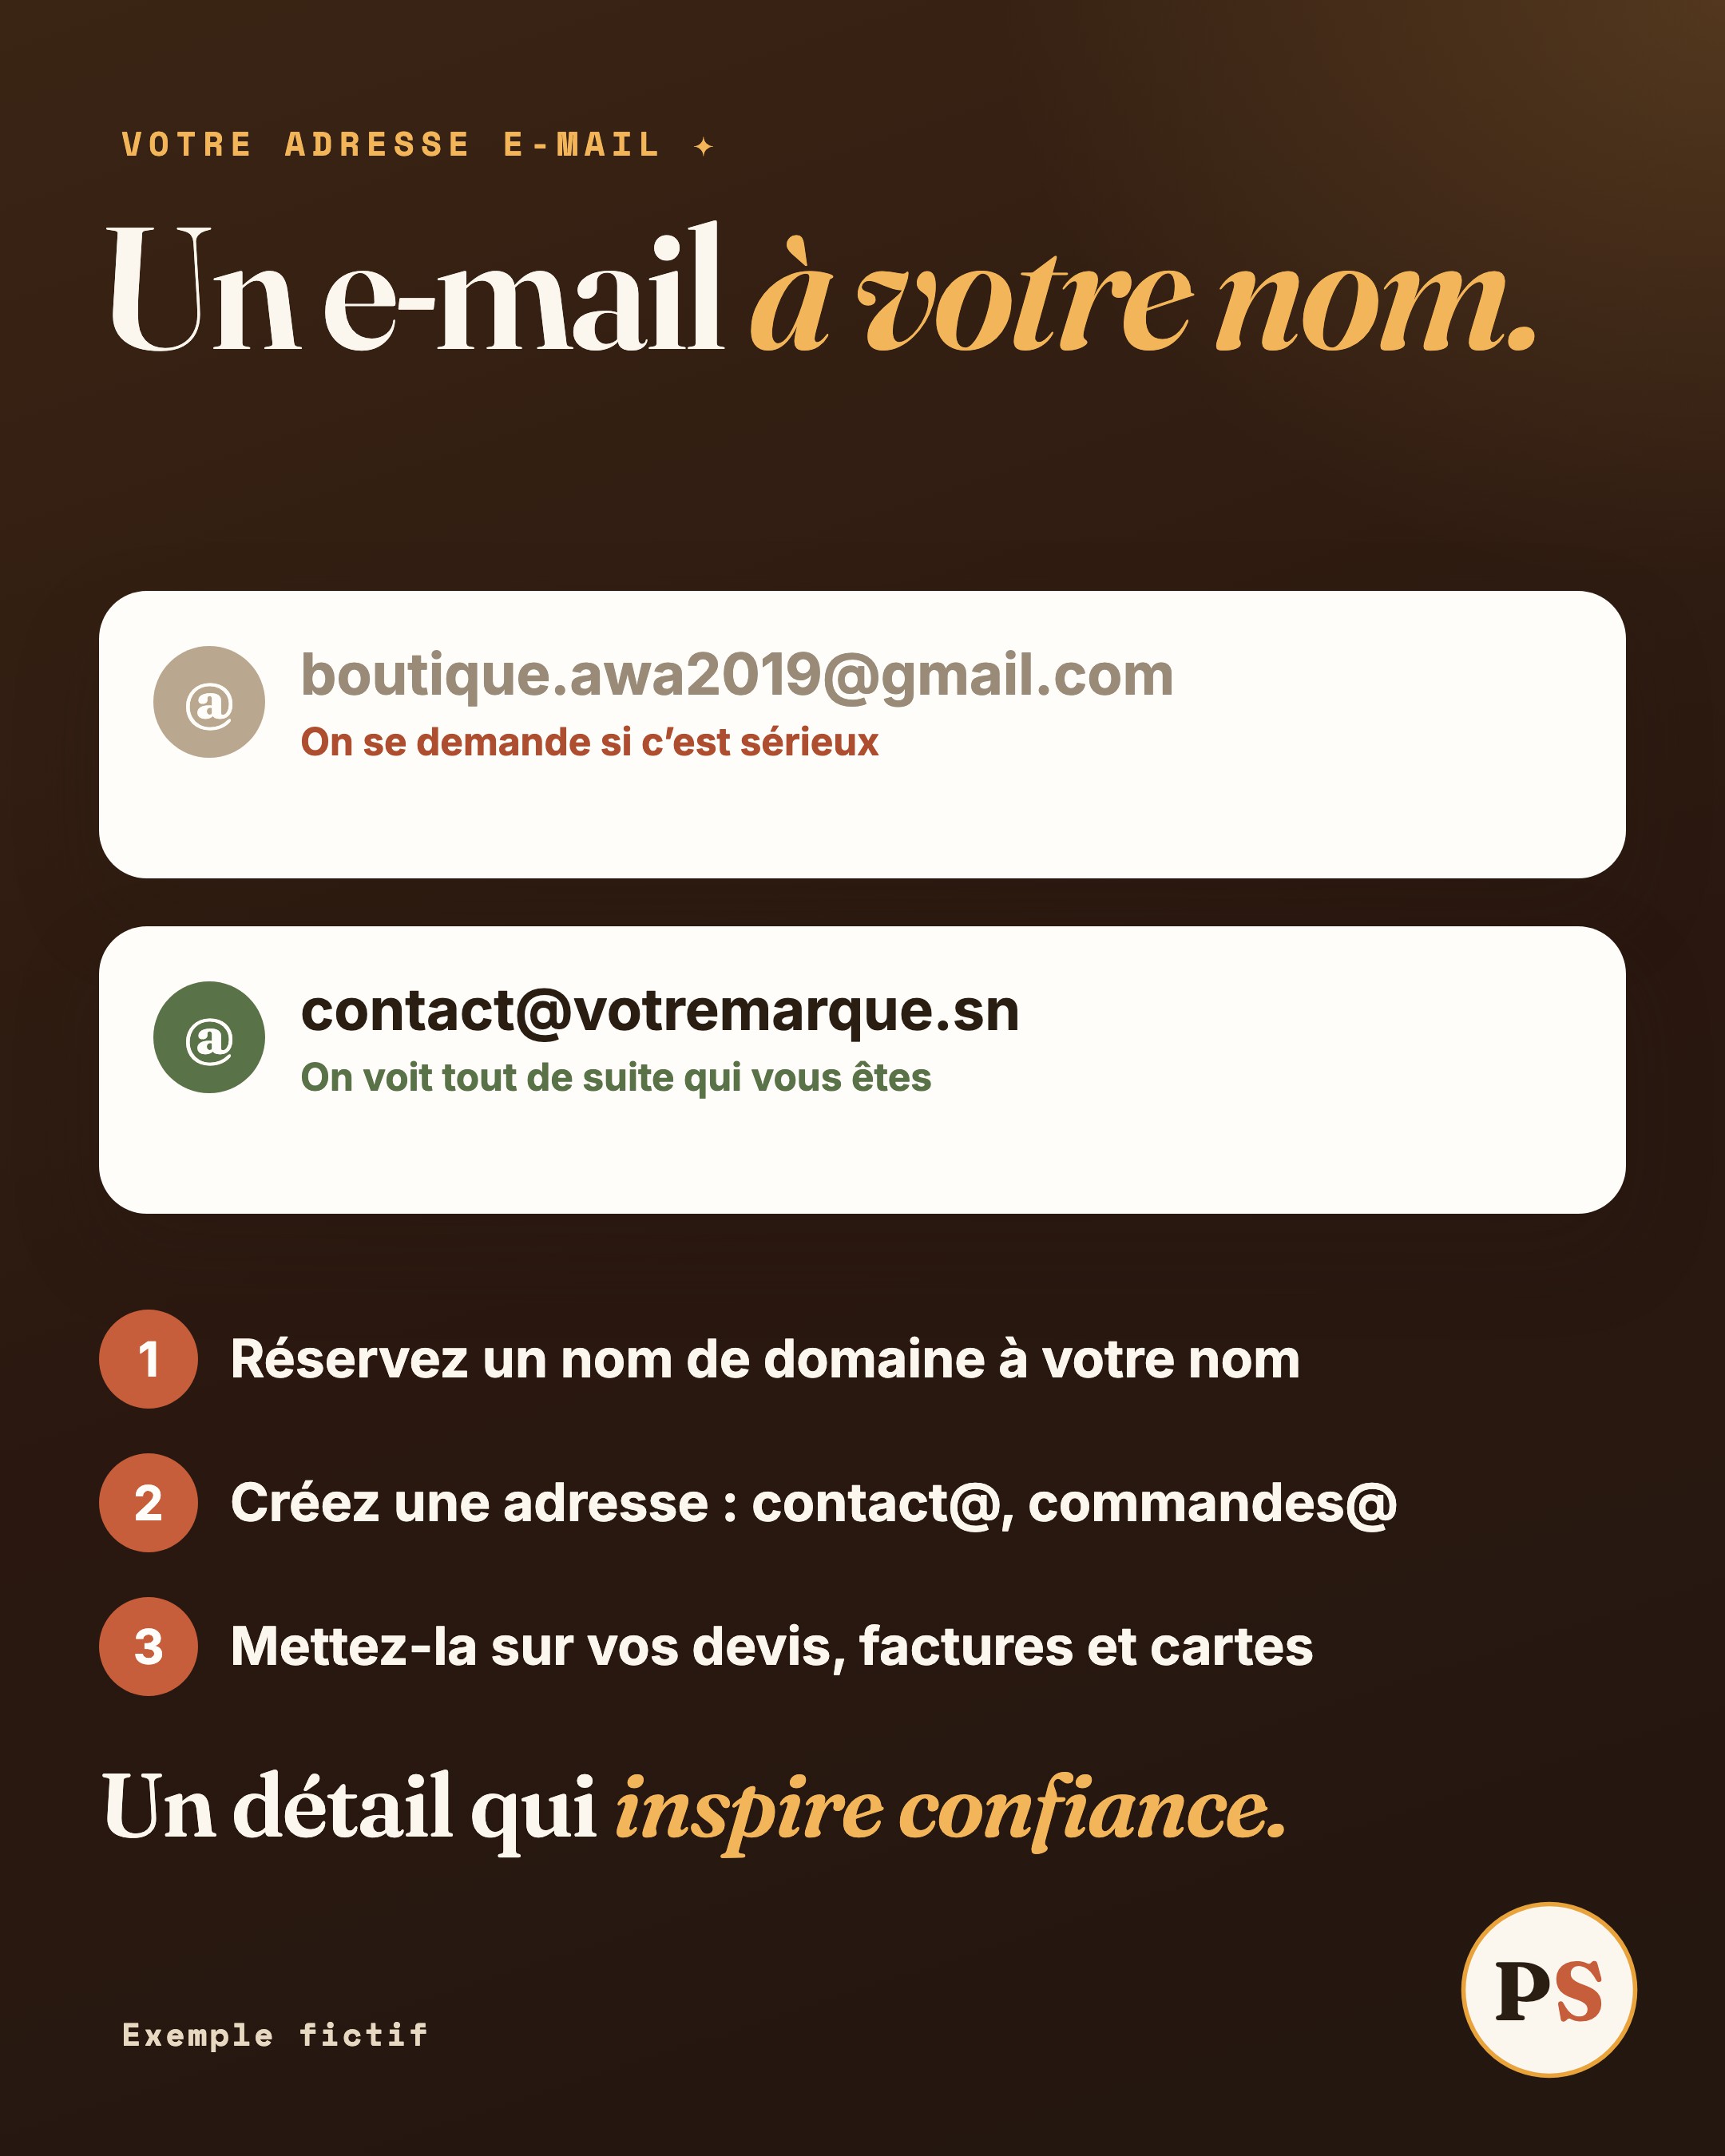 VOTRE ADRESSE E-MAIL ✦
Un e-mail à votre nom.
@
boutique.awa2019@gmail.com
On se demande si c’est sérieux
@
contact@votremarque.sn
On voit tout de suite qui vous êtes
1 Réservez un nom de domaine à votre nom
2 Créez une adresse : contact@, commandes@
3 Mettez-la sur vos devis, factures et cartes
Un détail qui inspire confiance.
PS
Exemple fictif